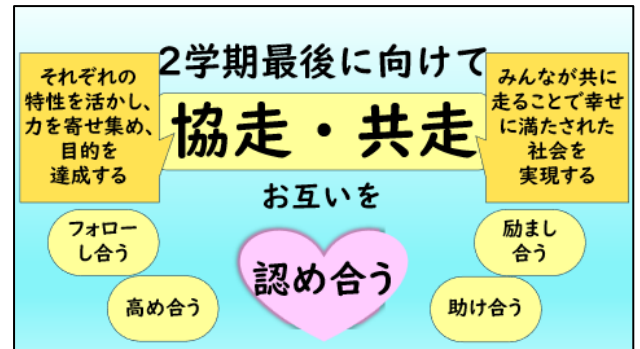 2学期最後に向けて
それぞれの
特性を活かし、
力を寄せ集め、
目的を
達成する
協走・共走
みんなが共に
走ることで幸せ
に満たされた
社会を
実現する
お互いを
フォロー
し合う
高め合う
認め合う
励まし
合う
助け合う